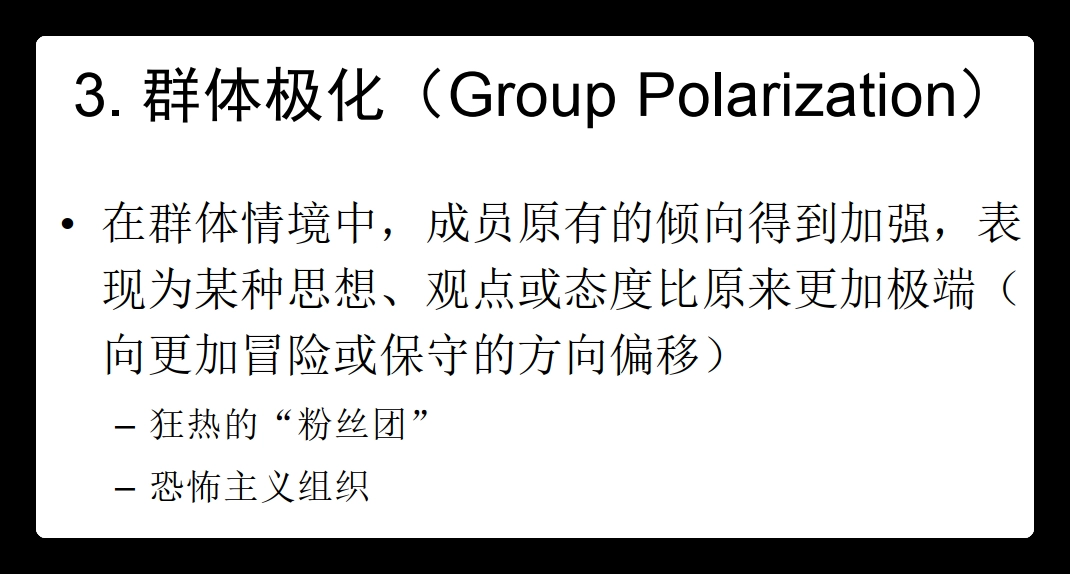 3. 群体极化（Group Polarization）
• 在群体情境中，成员原有的倾向得到加强，表
现为某种思想、观点或态度比原来更加极端（
向更加冒险或保守的方向偏移）
– 狂热的“粉丝团”
– 恐怖主义组织